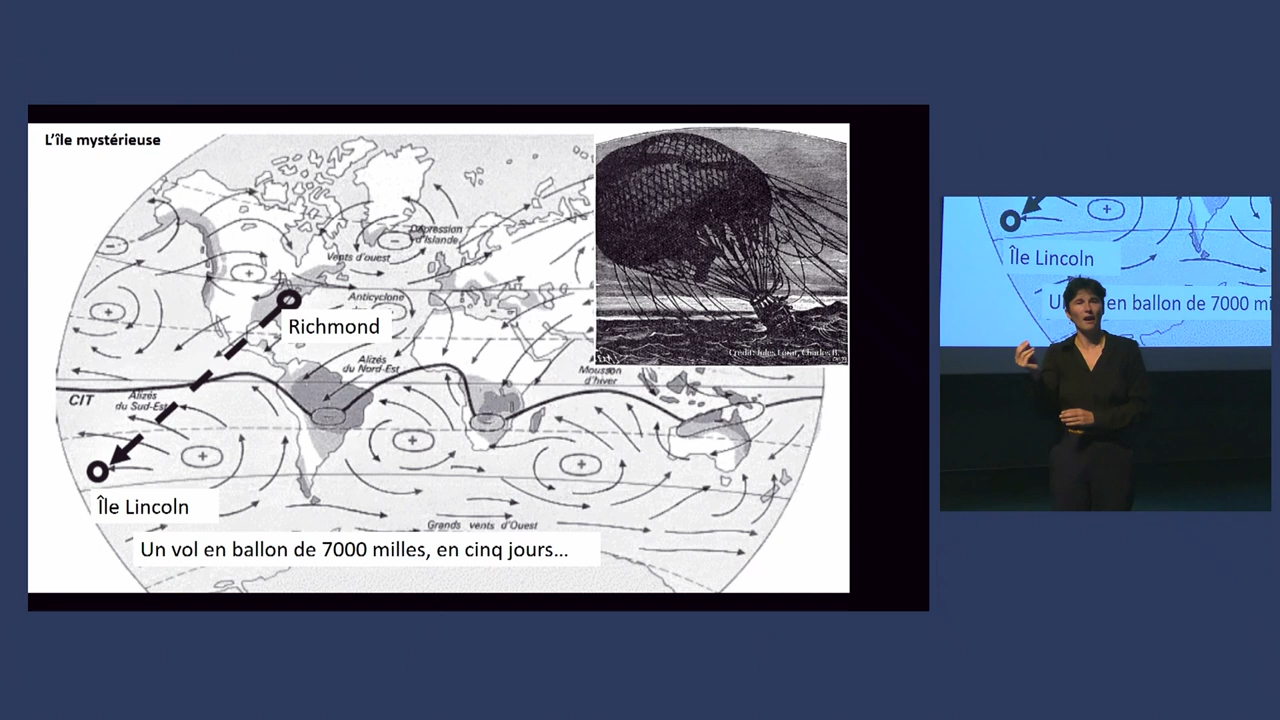 L'île mystérieuse
Dépression
d'Islande
Vents d'ouest
Anticyclone
Richmond
Alizés
du Nord-Est
Mousson
d'hiver
CIT
Alizés
du Sud-Est
Île Lincoln
Grands vents d'Ouest
Un vol en ballon de 7000 milles, en cinq jours...
Île Lincoln
en ballon de 7000 mi